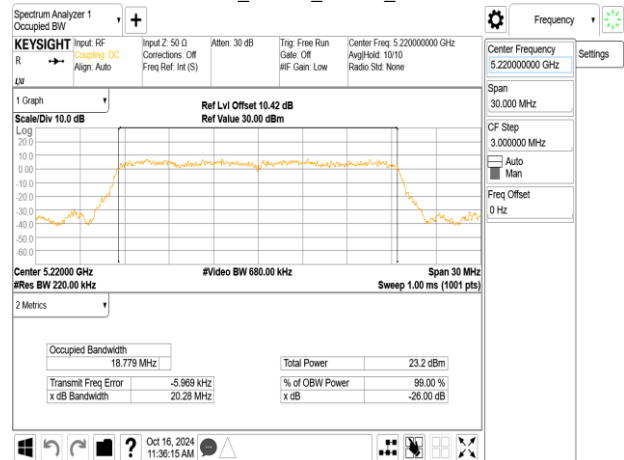 _ _ _
Spectrum Analyzer 1
Occupied BW
+
Frequency
KEYSIGHT
R
LXI
Input: RF
Coupling: DC
Align: Auto
Input Z: 50 Ω
Corrections: Off
Freq Ref: Int (S)
Atten: 30 dB
Trig: Free Run
Gate: Off
#IF Gain: Low
Center Freq: 5.220000000 GHz
Avg|Hold: 10/10
Radio Std: None
Center Frequency
5.220000000 GHz
Settings
Span
30.000 MHz
CF Step
3.000000 MHz
Auto
Man
Freq Offset
0 Hz
1 Graph
Scale/Div 10.0 dB
Ref Lvl Offset 10.42 dB
Ref Value 30.00 dBm
Log
20.0
10.0
0.00
-10.0
-20.0
-30.0
-40.0
-50.0
-60.0
Center 5.22000 GHz
#Res BW 220.00 kHz
#Video BW 680.00 kHz
Span 30 MHz
Sweep 1.00 ms (1001 pts)
2 Metrics
Occupied Bandwidth
18.779 MHz
Transmit Freq Error -5.969 kHz
x dB Bandwidth 20.28 MHz
Total Power 23.2 dBm
% of OBW Power 99.00 %
x dB -26.00 dB
?
Oct 16, 2024
11:36:15 AM